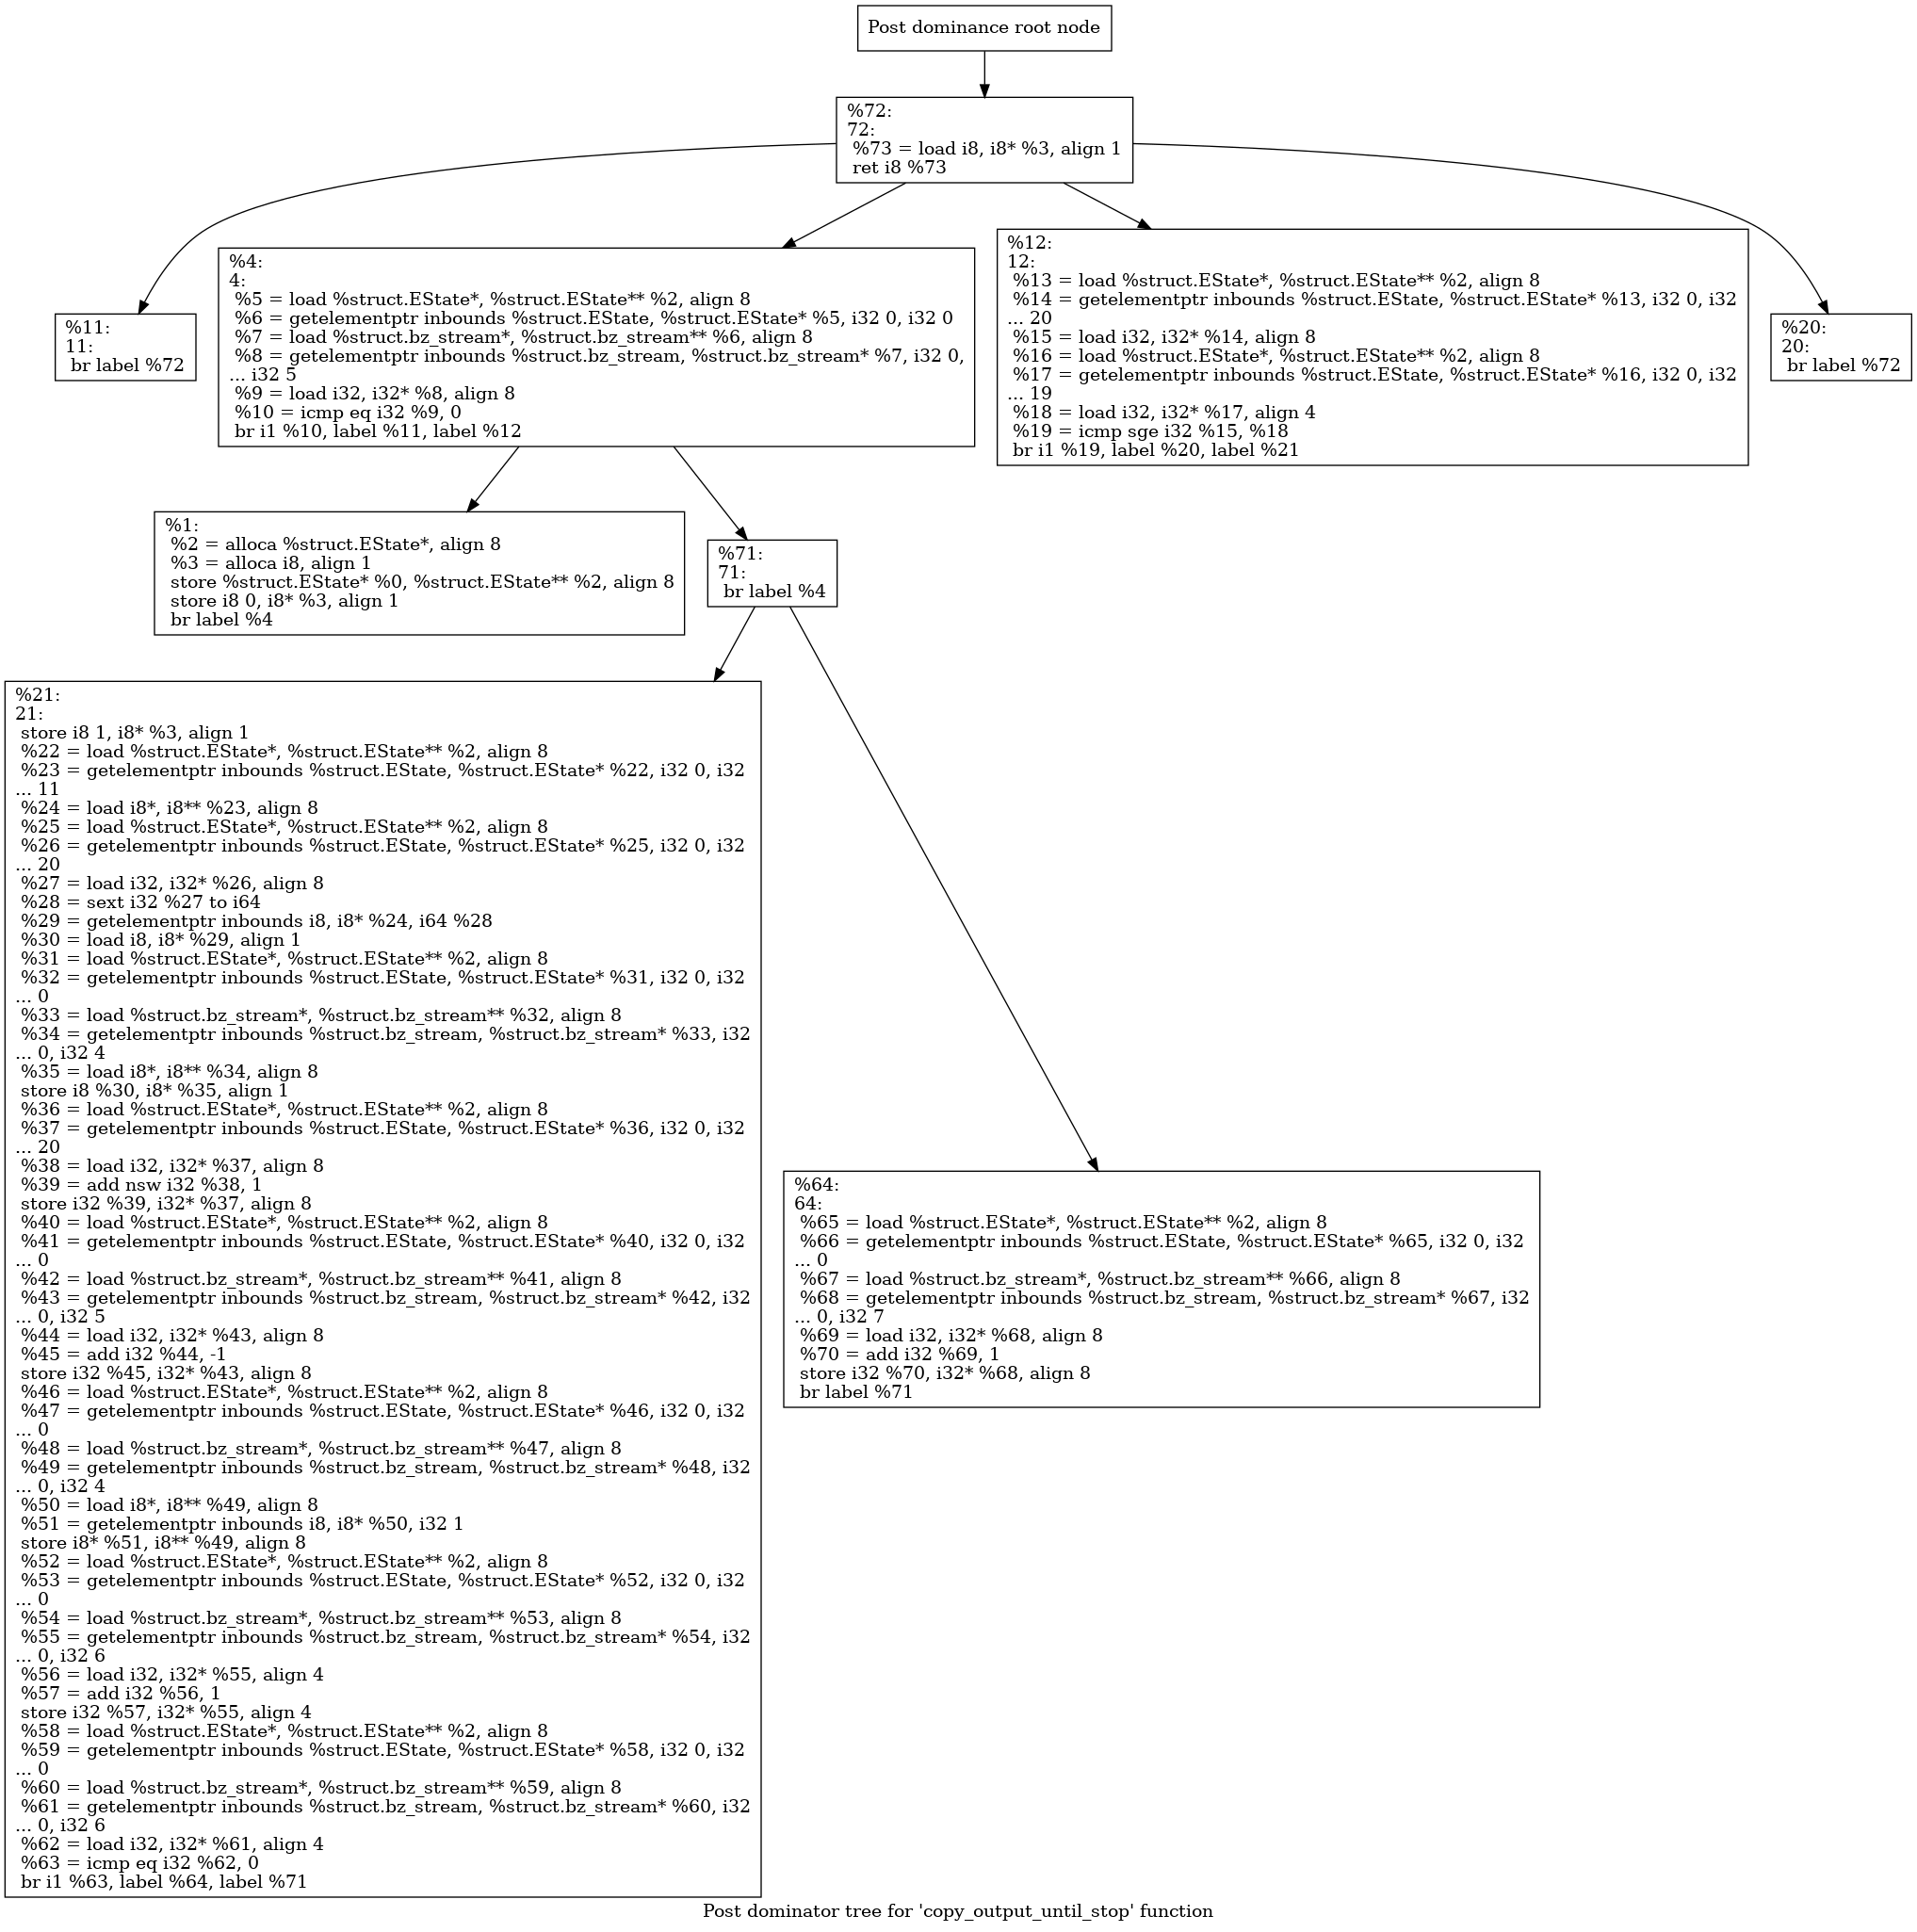 Post dominance root node
%72:
72:
%73 = load i8, i8* %3, align 1
ret i8 %73
%11:
11:
br label %72
%4:
4:
%5 = load %struct.EState*, %struct.EState** %2, align 8
%6 = getelementptr inbounds %struct.EState, %struct.EState* %5, i32 0, i32 0
%7 = load %struct.bz_stream*, %struct.bz_stream** %6, align 8
%8 = getelementptr inbounds %struct.bz_stream, %struct.bz_stream* %7, i32 0,
... i32 5
%9 = load i32, i32* %8, align 8
%10 = icmp eq i32 %9, 0
br i1 %10, label %11, label %12
%12:
12:
%13 = load %struct.EState*, %struct.EState** %2, align 8
%14 = getelementptr inbounds %struct.EState, %struct.EState* %13, i32 0, i32
... 20
%15 = load i32, i32* %14, align 8
%16 = load %struct.EState*, %struct.EState** %2, align 8
%17 = getelementptr inbounds %struct.EState, %struct.EState* %16, i32 0, i32
... 19
%18 = load i32, i32* %17, align 4
%19 = icmp sge i32 %15, %18
br i1 %19, label %20, label %21
%20:
20:
br label %72
%1:
%2 = alloca %struct.EState*, align 8
%3 = alloca i8, align 1
store %struct.EState* %0, %struct.EState** %2, align 8
store i8 0, i8* %3, align 1
br label %4
%71:
71:
br label %4
%21:
21:
store i8 1, i8* %3, align 1
%22 = load %struct.EState*, %struct.EState** %2, align 8
%23 = getelementptr inbounds %struct.EState, %struct.EState* %22, i32 0, i32
... 11
%24 = load i8*, i8** %23, align 8
%25 = load %struct.EState*, %struct.EState** %2, align 8
%26 = getelementptr inbounds %struct.EState, %struct.EState* %25, i32 0, i32
... 20
%27 = load i32, i32* %26, align 8
%28 = sext i32 %27 to i64
%29 = getelementptr inbounds i8, i8* %24, i64 %28
%30 = load i8, i8* %29, align 1
%31 = load %struct.EState*, %struct.EState** %2, align 8
%32 = getelementptr inbounds %struct.EState, %struct.EState* %31, i32 0, i32
... 0
%33 = load %struct.bz_stream*, %struct.bz_stream** %32, align 8
%34 = getelementptr inbounds %struct.bz_stream, %struct.bz_stream* %33, i32
... 0, i32 4
%35 = load i8*, i8** %34, align 8
store i8 %30, i8* %35, align 1
%36 = load %struct.EState*, %struct.EState** %2, align 8
%37 = getelementptr inbounds %struct.EState, %struct.EState* %36, i32 0, i32
... 20
%38 = load i32, i32* %37, align 8
%39 = add nsw i32 %38, 1
store i32 %39, i32* %37, align 8
%40 = load %struct.EState*, %struct.EState** %2, align 8
%41 = getelementptr inbounds %struct.EState, %struct.EState* %40, i32 0, i32
... 0
%42 = load %struct.bz_stream*, %struct.bz_stream** %41, align 8
%43 = getelementptr inbounds %struct.bz_stream, %struct.bz_stream* %42, i32
... 0, i32 5
%44 = load i32, i32* %43, align 8
%45 = add i32 %44, -1
store i32 %45, i32* %43, align 8
%46 = load %struct.EState*, %struct.EState** %2, align 8
%47 = getelementptr inbounds %struct.EState, %struct.EState* %46, i32 0, i32
... 0
%48 = load %struct.bz_stream*, %struct.bz_stream** %47, align 8
%49 = getelementptr inbounds %struct.bz_stream, %struct.bz_stream* %48, i32
... 0, i32 4
%50 = load i8*, i8** %49, align 8
%51 = getelementptr inbounds i8, i8* %50, i32 1
store i8* %51, i8** %49, align 8
%52 = load %struct.EState*, %struct.EState** %2, align 8
%53 = getelementptr inbounds %struct.EState, %struct.EState* %52, i32 0, i32
... 0
%54 = load %struct.bz_stream*, %struct.bz_stream** %53, align 8
%55 = getelementptr inbounds %struct.bz_stream, %struct.bz_stream* %54, i32
... 0, i32 6
%56 = load i32, i32* %55, align 4
%57 = add i32 %56, 1
store i32 %57, i32* %55, align 4
%58 = load %struct.EState*, %struct.EState** %2, align 8
%59 = getelementptr inbounds %struct.EState, %struct.EState* %58, i32 0, i32
... 0
%60 = load %struct.bz_stream*, %struct.bz_stream** %59, align 8
%61 = getelementptr inbounds %struct.bz_stream, %struct.bz_stream* %60, i32
... 0, i32 6
%62 = load i32, i32* %61, align 4
%63 = icmp eq i32 %62, 0
br i1 %63, label %64, label %71
%64:
64:
%65 = load %struct.EState*, %struct.EState** %2, align 8
%66 = getelementptr inbounds %struct.EState, %struct.EState* %65, i32 0, i32
... 0
%67 = load %struct.bz_stream*, %struct.bz_stream** %66, align 8
%68 = getelementptr inbounds %struct.bz_stream, %struct.bz_stream* %67, i32
... 0, i32 7
%69 = load i32, i32* %68, align 8
%70 = add i32 %69, 1
store i32 %70, i32* %68, align 8
br label %71
Post dominator tree for 'copy_output_until_stop' function